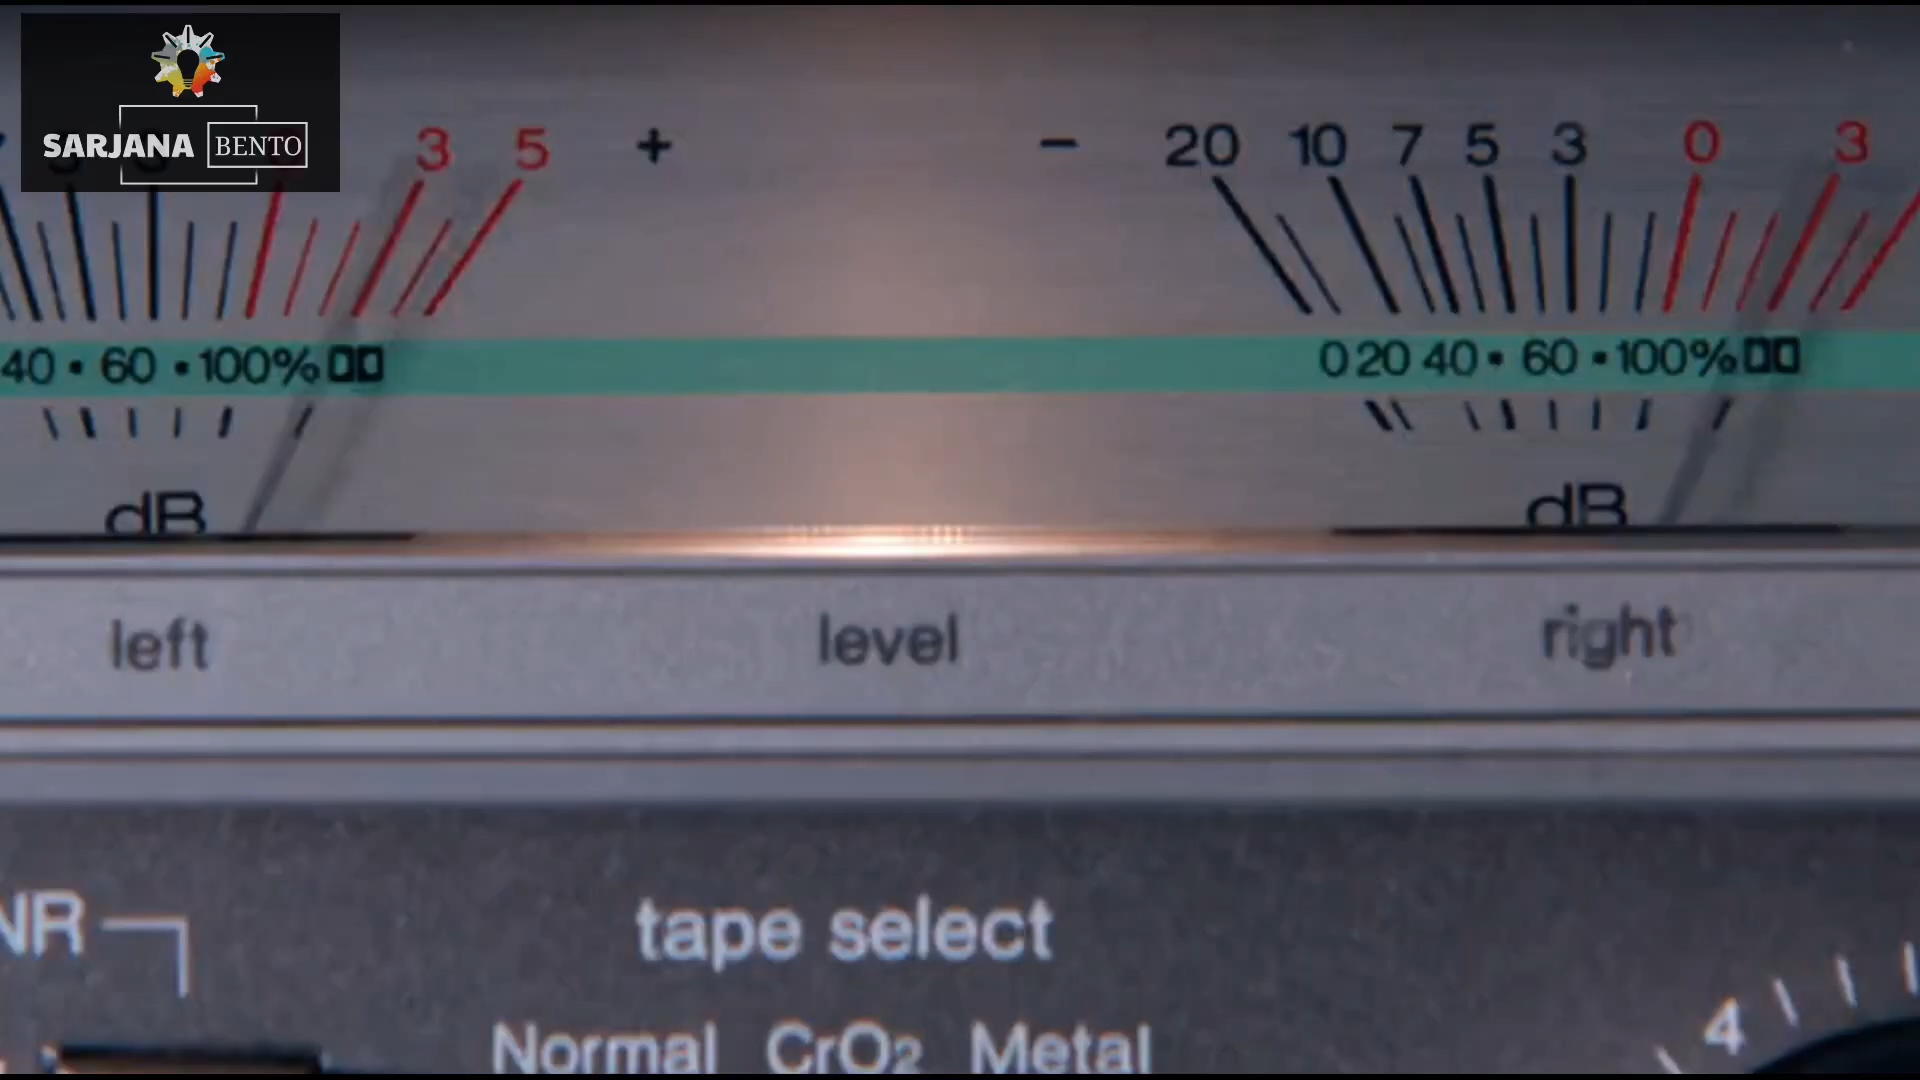 SARJANA BENTO
3 5 + - 20 10 7 5 3 0 3
40 • 60 • 100% 0 20 40 • 60 • 100%
dB dB
left level right
NR tape select
4
Normal CrO2 Metal